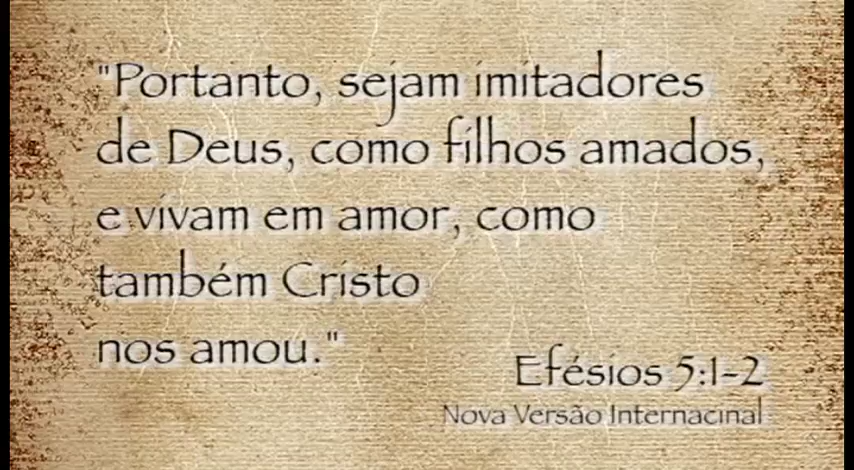 "Portanto, sejam imitadores
de Deus, como filhos amados,
e vivam em amor, como
também Cristo
nos amou."
Efésios 5:1-2
Nova Versão Internacinal